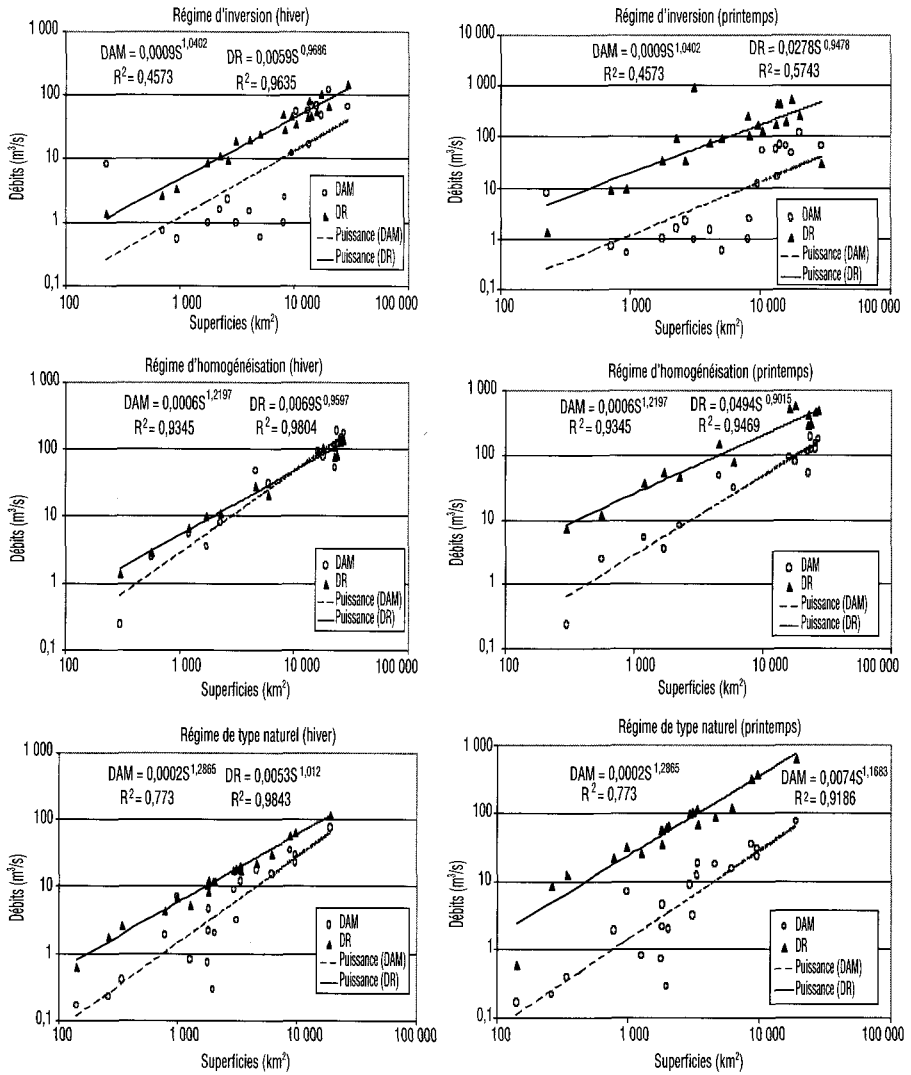 Régime d'inversion (hiver)
1 000
100
10
1
0,1
Débits (m³/s)
DAM = 0,0009S^1,0402
R² = 0,4573
DR = 0,0059S^0,9686
R² = 0,9635
DAM
DR
Puissance (DAM)
Puissance (DR)
100
1 000
10 000
100 000
Superficies (km²)
Régime d'inversion (printemps)
10 000
1 000
100
10
1
0,1
Débits (m³/s)
DAM = 0,0009S^1,0402
R² = 0,4573
DR = 0,0278S^0,9478
R² = 0,5743
DAM
DR
Puissance (DAM)
Puissance (DR)
100
1 000
10 000
100 000
Superficies (km²)
Régime d'homogénéisation (hiver)
1 000
100
10
1
0,1
Débits (m³/s)
DAM = 0,0006S^1,2197
R² = 0,9345
DR = 0,0069S^0,9597
R² = 0,9804
DAM
DR
Puissance (DAM)
Puissance (DR)
100
1 000
10 000
100 000
Superficies (km²)
Régime d'homogénéisation (printemps)
1 000
100
10
1
0,1
Débits (m³/s)
DAM = 0,0006S^1,2197
R² = 0,9345
DR = 0,0494S^0,9015
R² = 0,9469
DAM
DR
Puissance (DAM)
Puissance (DR)
100
1 000
10 000
100 000
Superficies (km²)
Régime de type naturel (hiver)
1 000
100
10
1
0,1
Débits (m³/s)
DAM = 0,0002S^1,2865
R² = 0,773
DR = 0,0053S^1,012
R² = 0,9843
DAM
DR
Puissance (DAM)
Puissance (DR)
100
1 000
10 000
100 000
Superficies (km²)
Régime de type naturel (printemps)
1 000
100
10
1
0,1
Débits (m³/s)
DAM = 0,0002S^1,2865
R² = 0,773
DAM = 0,0074S^1,1683
R² = 0,9186
DAM
DR
Puissance (DAM)
Puissance (DR)
100
1 000
10 000
100 000
Superficies (km²)